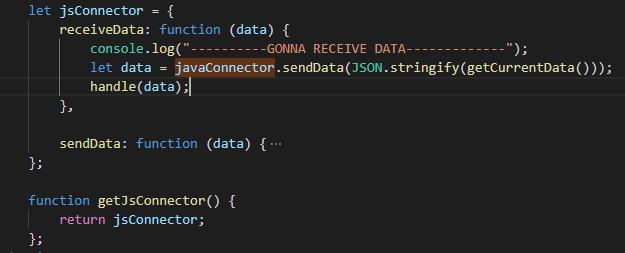 let jsConnector = {
receiveData: function (data) {
console.log("----------GONNA RECEIVE DATA-------------");
let data = javaConnector.sendData(JSON.stringify(getCurrentData()));
handle(data);
},
sendData: function (data) {···
};
function getJsConnector() {
return jsConnector;
};